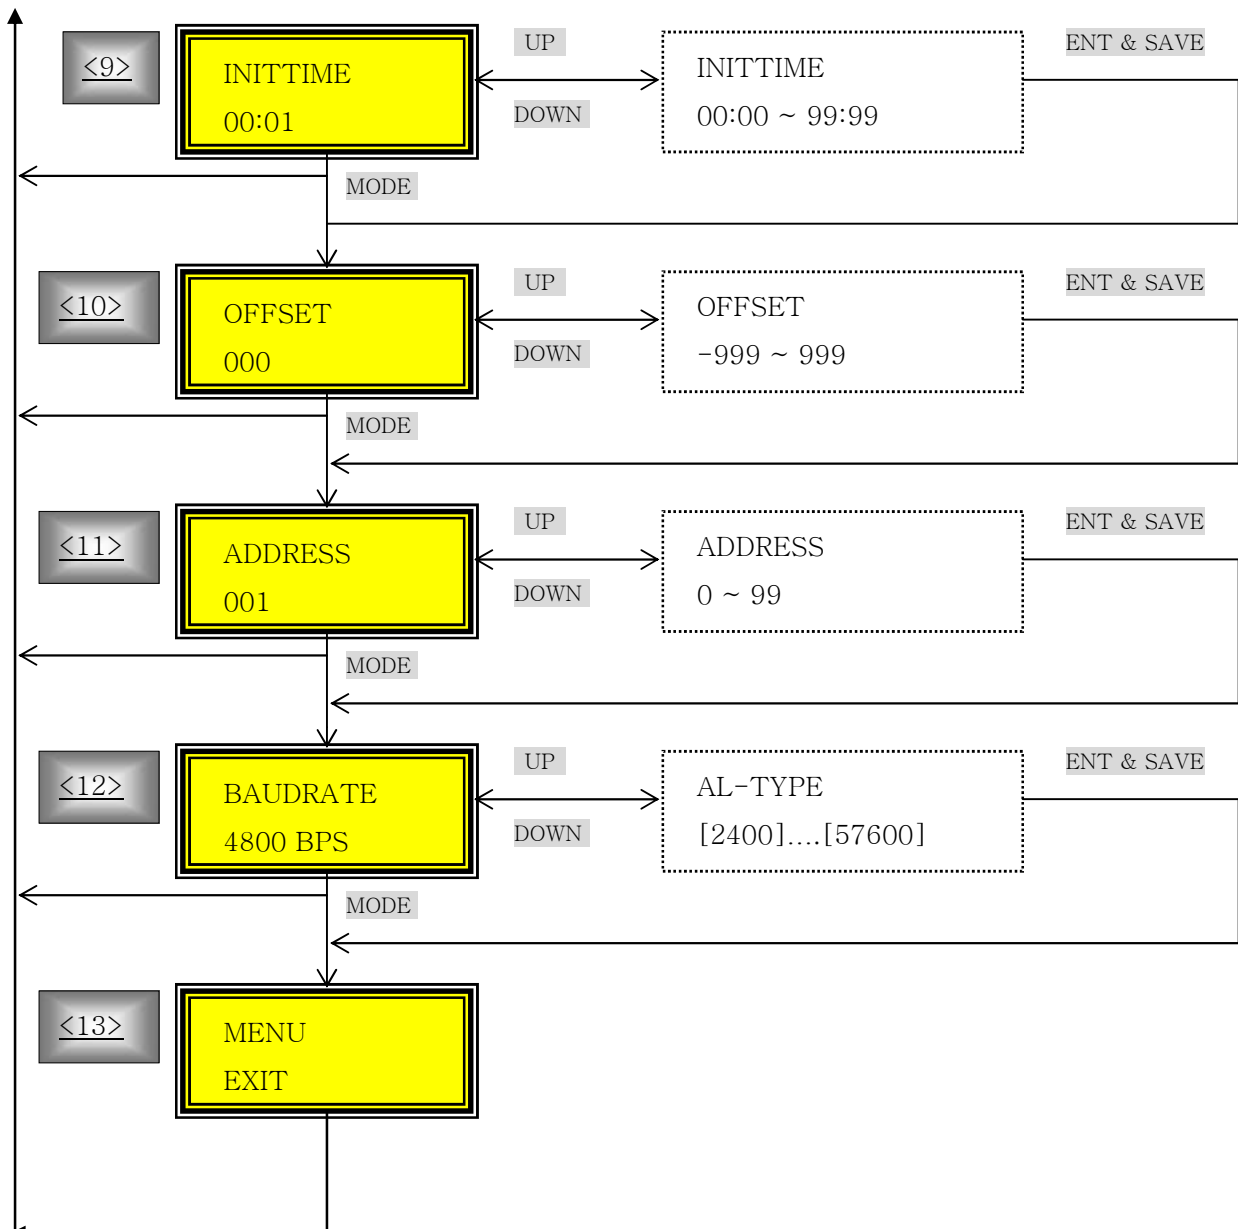 <9>
INITTIME
00:01
UP
DOWN
INITTIME
00:00 ~ 99:99
ENT & SAVE
MODE
<10>
OFFSET
000
UP
DOWN
OFFSET
-999 ~ 999
ENT & SAVE
MODE
<11>
ADDRESS
001
UP
DOWN
ADDRESS
0 ~ 99
ENT & SAVE
MODE
<12>
BAUDRATE
4800 BPS
UP
DOWN
AL-TYPE
[2400]....[57600]
ENT & SAVE
MODE
<13>
MENU
EXIT